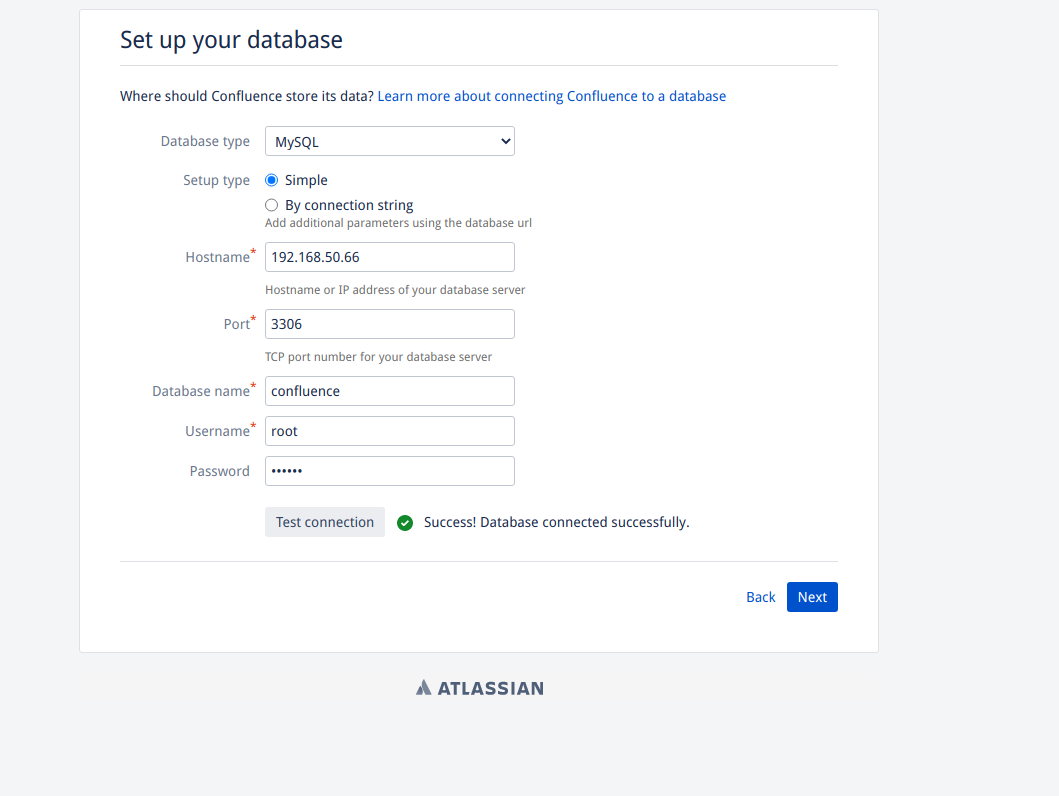 Set up your database
Where should Confluence store its data? Learn more about connecting Confluence to a database
Database type MySQL
Setup type Simple
By connection string
Add additional parameters using the database url
Hostname* 192.168.50.66
Hostname or IP address of your database server
Port* 3306
TCP port number for your database server
Database name* confluence
Username* root
Password ••••••
Test connection Success! Database connected successfully.
Back Next
ATLASSIAN